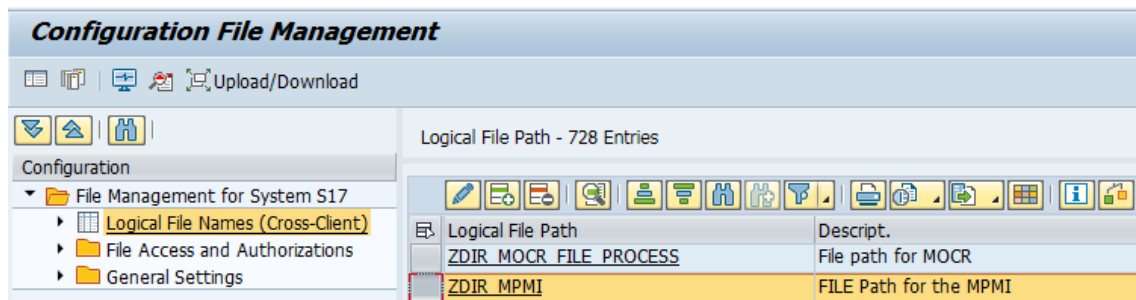 Configuration File Management
Upload/Download
Configuration
File Management for System S17
Logical File Names (Cross-Client)
File Access and Authorizations
General Settings
Logical File Path - 728 Entries
Logical File Path Descript.
ZDIR_MOCR_FILE_PROCESS File path for MOCR
ZDIR_MPMI FILE Path for the MPMI